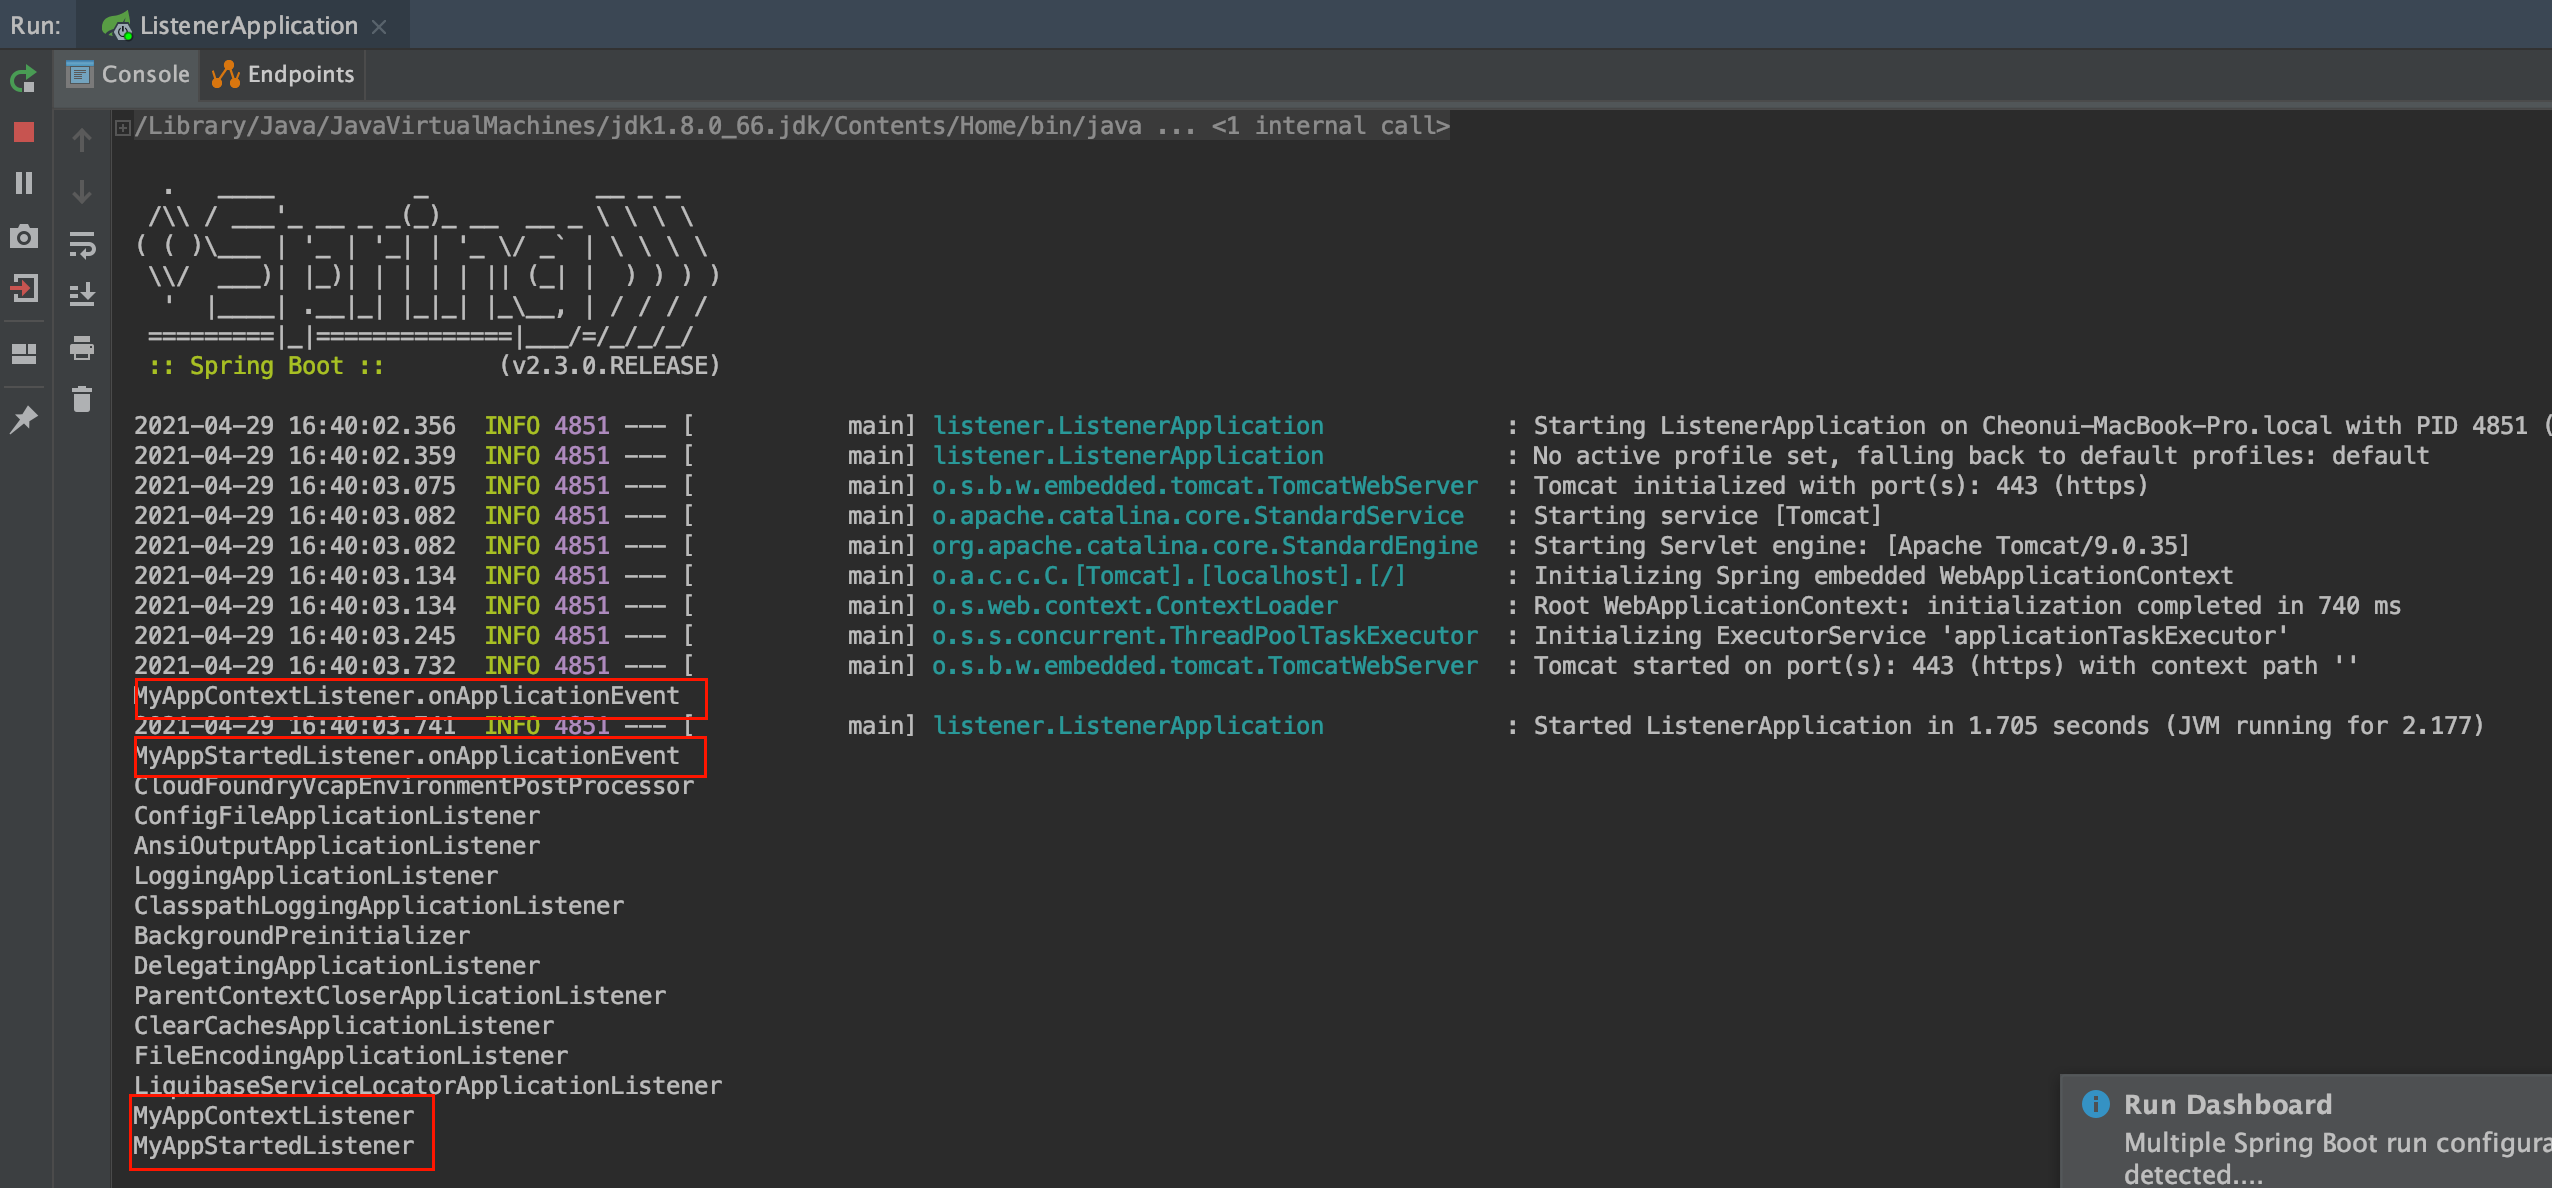 Run: ListenerApplication
Console Endpoints
/Library/Java/JavaVirtualMachines/jdk1.8.0_66.jdk/Contents/Home/bin/java ... <1 internal call>
  .   ____          _            __ _ _
 /\\ / ___'_ __ _ _(_)_ __  __ _ \ \ \ \
( ( )\___ | '_ | '_| | '_ \/ _` | \ \ \ \
 \\/  ___)| |_)| | | | | || (_| |  ) ) ) )
  '  |____| .__|_| |_|_| |_\__, | / / / /
 =========|_|==============|___/=/_/_/_/
 :: Spring Boot ::        (v2.3.0.RELEASE)
2021-04-29 16:40:02.356  INFO 4851 --- [           main] listener.ListenerApplication             : Starting ListenerApplication on Cheonui-MacBook-Pro.local with PID 4851 (
2021-04-29 16:40:02.359  INFO 4851 --- [           main] listener.ListenerApplication             : No active profile set, falling back to default profiles: default
2021-04-29 16:40:03.075  INFO 4851 --- [           main] o.s.b.w.embedded.tomcat.TomcatWebServer  : Tomcat initialized with port(s): 443 (https)
2021-04-29 16:40:03.082  INFO 4851 --- [           main] o.apache.catalina.core.StandardService   : Starting service [Tomcat]
2021-04-29 16:40:03.082  INFO 4851 --- [           main] org.apache.catalina.core.StandardEngine  : Starting Servlet engine: [Apache Tomcat/9.0.35]
2021-04-29 16:40:03.134  INFO 4851 --- [           main] o.a.c.c.C.[Tomcat].[localhost].[/]       : Initializing Spring embedded WebApplicationContext
2021-04-29 16:40:03.134  INFO 4851 --- [           main] o.s.web.context.ContextLoader            : Root WebApplicationContext: initialization completed in 740 ms
2021-04-29 16:40:03.245  INFO 4851 --- [           main] o.s.s.concurrent.ThreadPoolTaskExecutor  : Initializing ExecutorService 'applicationTaskExecutor'
2021-04-29 16:40:03.732  INFO 4851 --- [           main] o.s.b.w.embedded.tomcat.TomcatWebServer  : Tomcat started on port(s): 443 (https) with context path ''
MyAppContextListener.onApplicationEvent
2021-04-29 16:40:03.741  INFO 4851 --- [           main] listener.ListenerApplication             : Started ListenerApplication in 1.705 seconds (JVM running for 2.177)
MyAppStartedListener.onApplicationEvent
CloudFoundryVcapEnvironmentPostProcessor
ConfigFileApplicationListener
AnsiOutputApplicationListener
LoggingApplicationListener
ClasspathLoggingApplicationListener
BackgroundPreinitializer
DelegatingApplicationListener
ParentContextCloserApplicationListener
ClearCachesApplicationListener
FileEncodingApplicationListener
LiquibaseServiceLocatorApplicationListener
MyAppContextListener
MyAppStartedListener
Run Dashboard
Multiple Spring Boot run configura
detected....